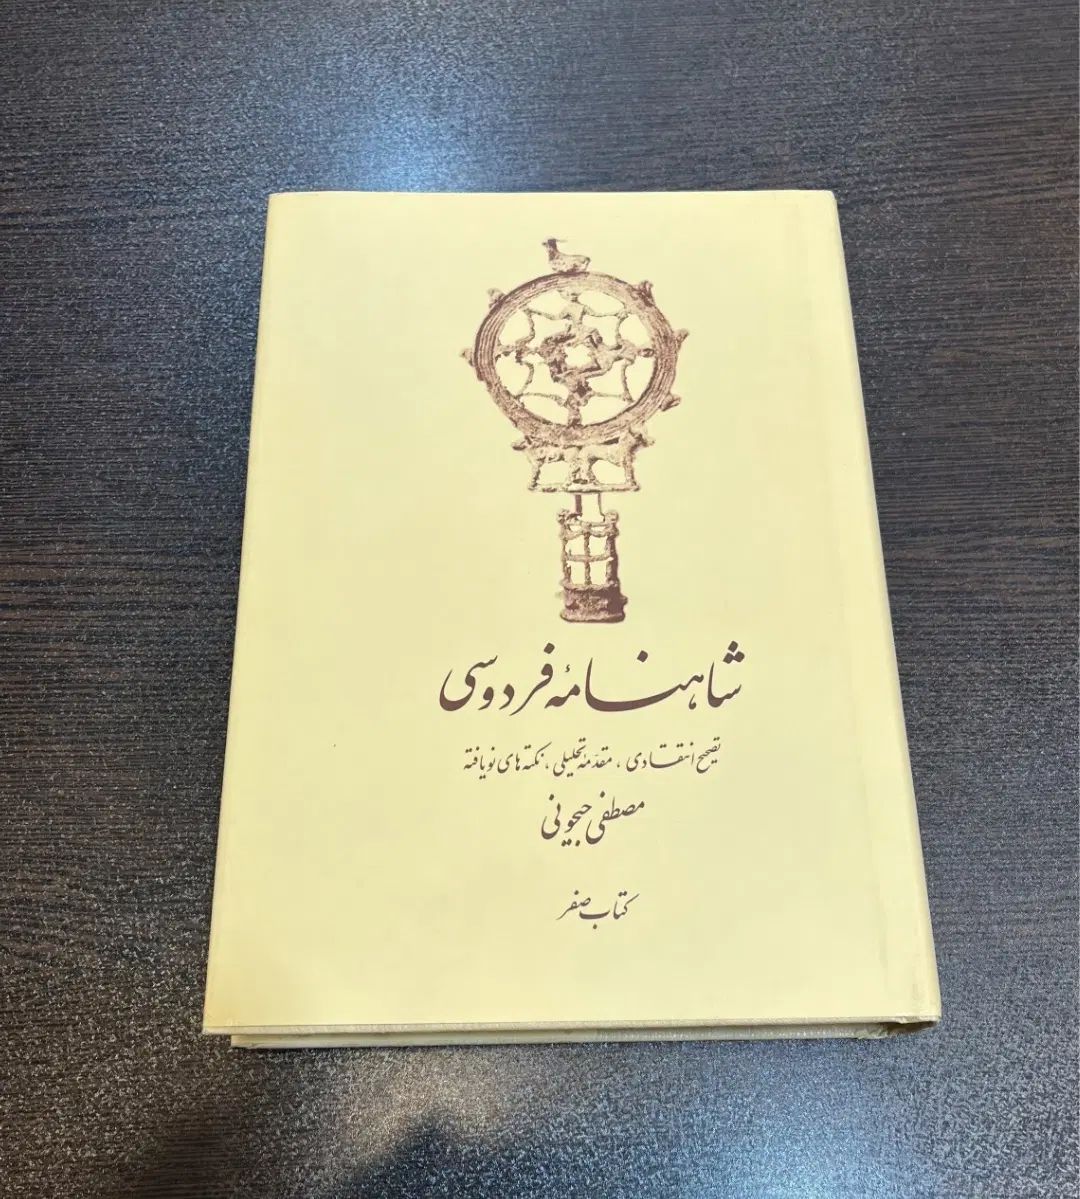 شاهنامهٔ فردوسی
تصحیح انتقادی، مقدمهٔ تحلیلی، نکته‌های نویافته
مصطفی جیحونی
کتاب صفر